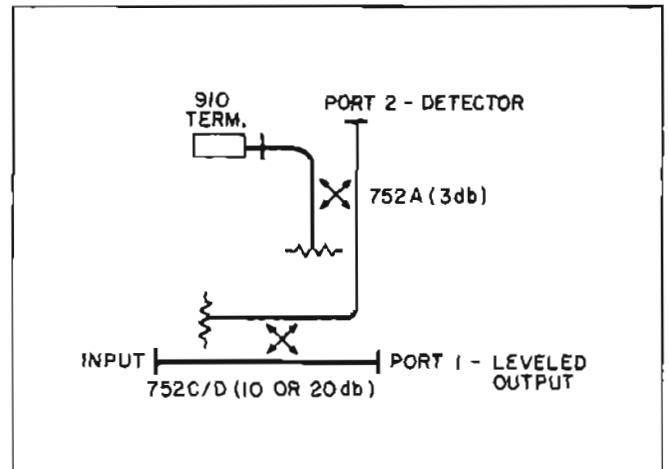 910
TERM.
PORT 2 - DETECTOR
752A (3db)
INPUT
PORT 1 - LEVELED
OUTPUT
752C/D (10 OR 20db)